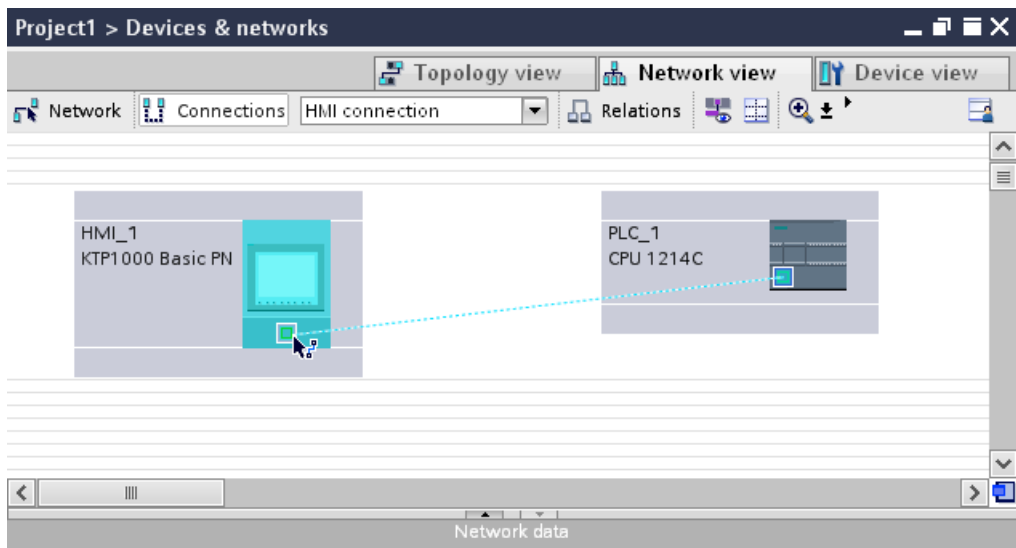 Project1 > Devices & networks
Topology view Network view Device view
Network Connections HMI connection Relations
HMI_1
KTP1000 Basic PN
PLC_1
CPU 1214C
Network data